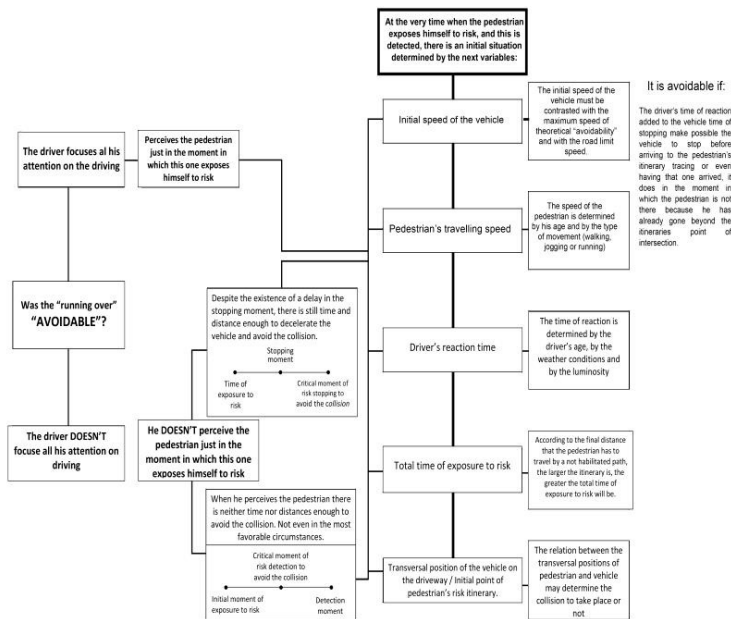 At the very time when the pedestrian
exposes himself to risk, and this is
detected, there is an initial situation
determined by the next variables:
Initial speed of the vehicle
The initial speed of the
vehicle must be
contrasted with the
maximum speed of
theoretical "avoidability"
and with the road limit
speed.
It is avoidable if:
The driver's time of reaction
added to the vehicle time of
stopping make possible the
vehicle to stop before
arriving to the pedestrian's
itinerary tracing or even
having that one arrived, it
does in the moment in
which the pedestrian is not
there because he has
already gone beyond the
itineraries point of
intersection.
The driver focuses al his
attention on the driving
Perceives the pedestrian
just in the moment in
which this one exposes
himself to risk
Pedestrian's travelling speed
The speed of the
pedestrian is determined
by his age and by the type
of movement (walking,
jogging or running)
Was the "running over"
"AVOIDABLE"?
Despite the existence of a delay in the
stopping moment, there is still time and
distance enough to decelerate the
vehicle and avoid the collision.
Stopping
moment
Time of
exposure to
risk
Critical moment of
risk stopping to
avoid the collision
Driver's reaction time
The time of reaction is
determined by the
driver's age, by the
weather conditions and
by the luminosity
The driver DOESN'T
focuse all his attention on
driving
He DOESN'T perceive the
pedestrian just in the
moment in which this one
exposes himself to risk
Total time of exposure to risk
According to the final distance
that the pedestrian has to
travel by a not habilitated path,
the larger the itinerary is, the
greater the total time of
exposure to risk will be.
When he perceives the pedestrian there
is neither time nor distances enough to
avoid the collision. Not even in the most
favorable circumstances.
Critical moment of
risk detection to
avoid the collision
Initial moment of
exposure to risk
Detection
moment
Transversal position of the vehicle on
the driveway / Initial point of
pedestrian's risk itinerary.
The relation between the
transversal positions of
pedestrian and vehicle
may determine the
collision to take place or
not